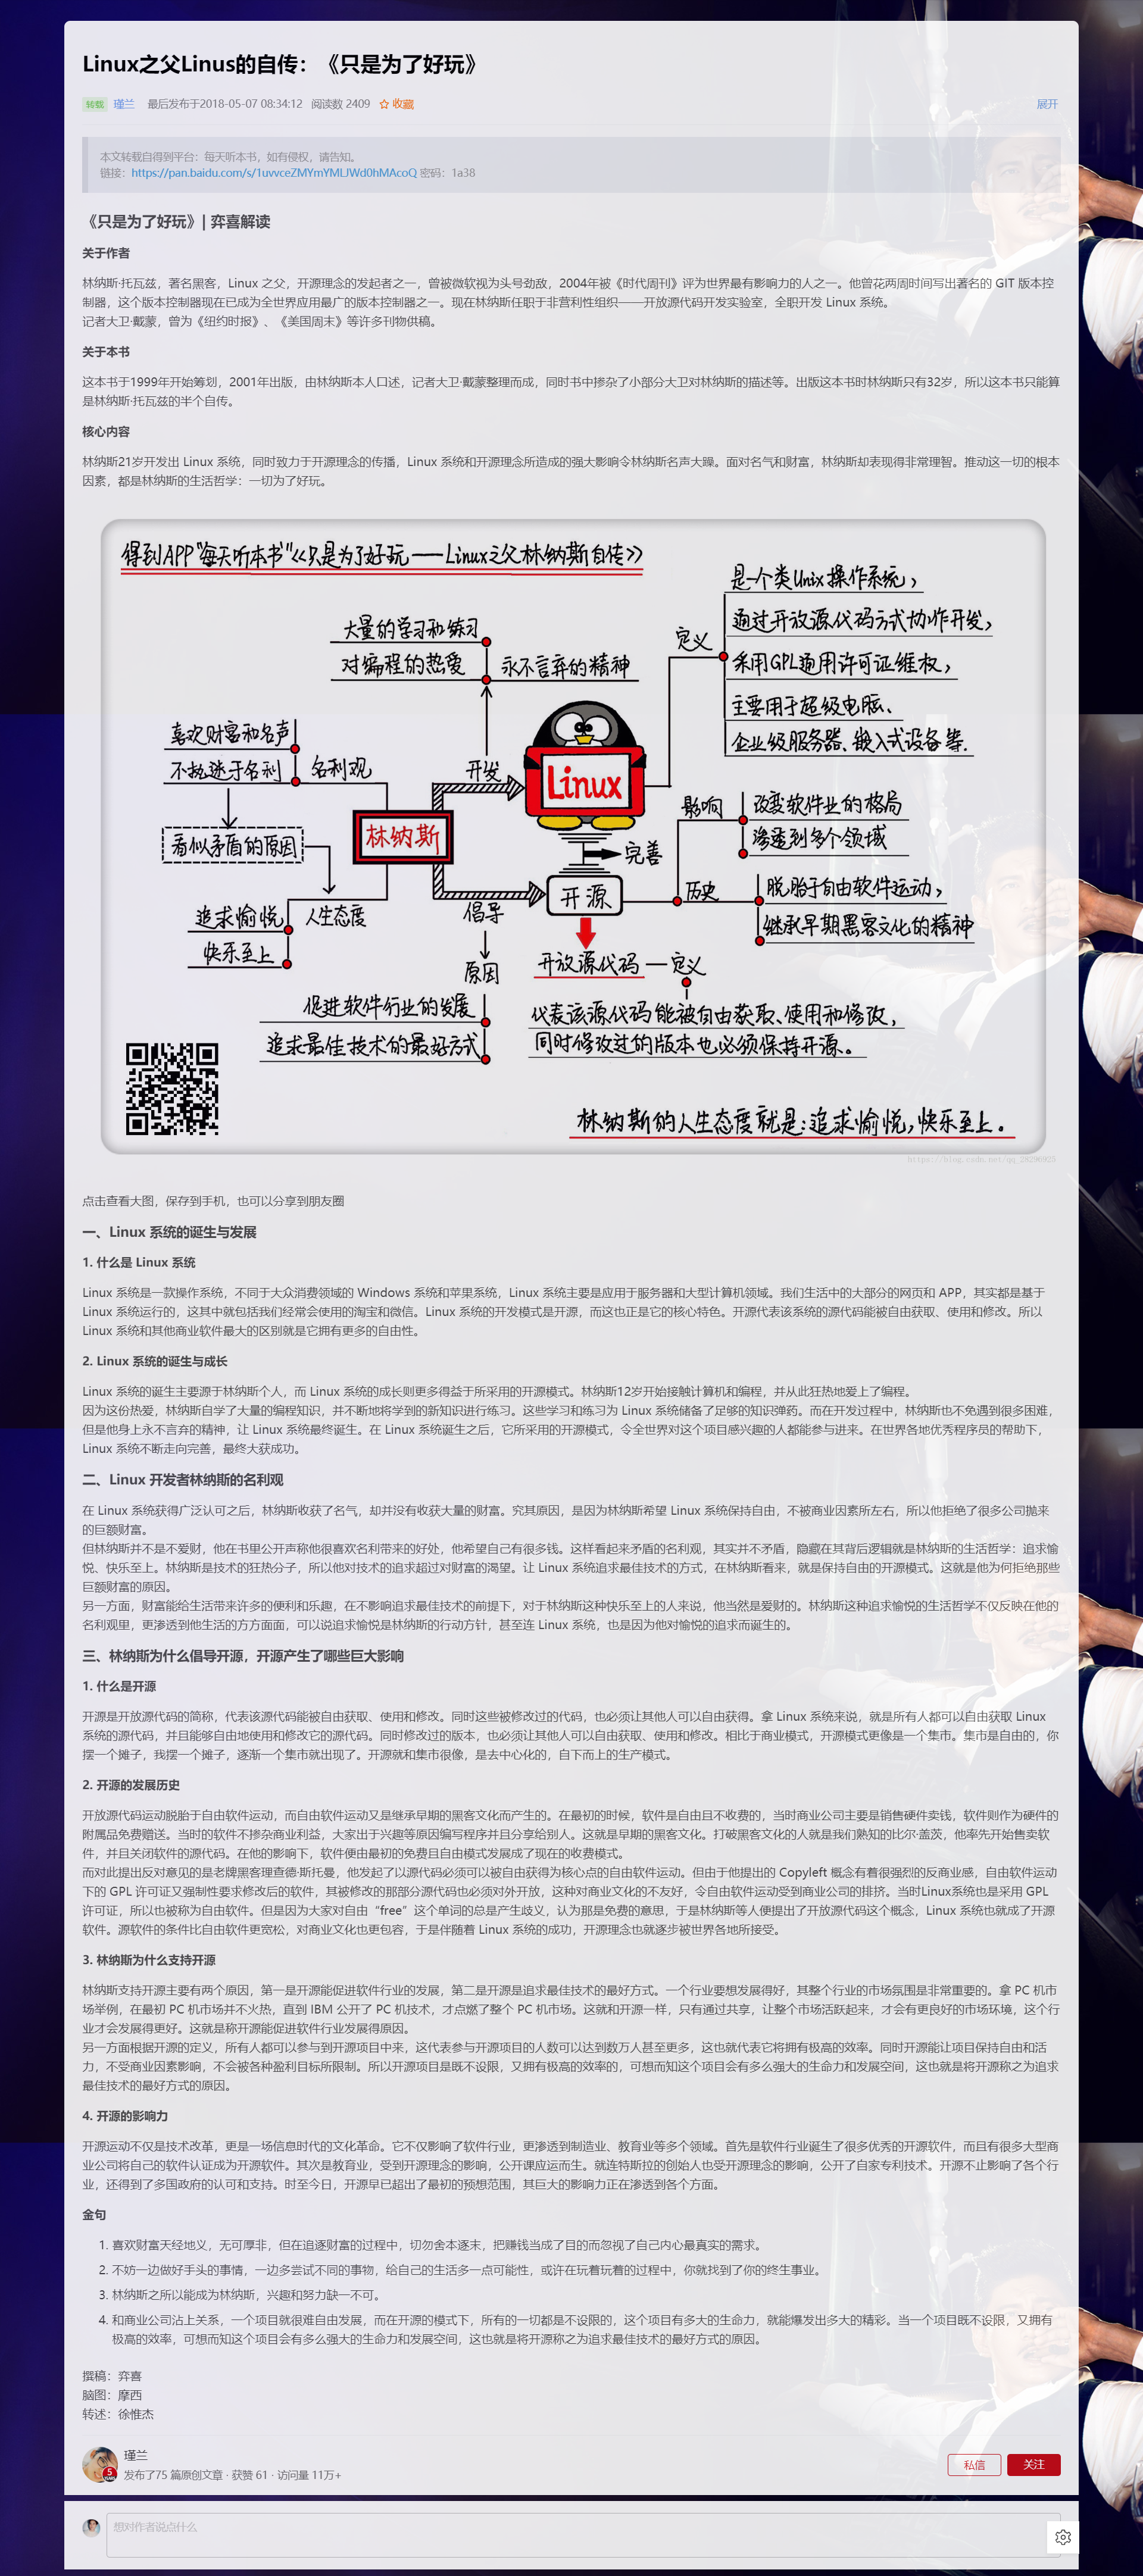 Linux之父Linus的自传：《只是为了好玩》
转载 瑾兰 最后发布于2018-05-07 08:34:12 阅读数 2409 收藏 展开
本文转载自得到平台：每天听本书，如有侵权，请告知。
链接：https://pan.baidu.com/s/1uvvceZMYmYMLJWd0hMAcoQ 密码：1a38
《只是为了好玩》| 弈喜解读
关于作者
林纳斯·托瓦兹，著名黑客，Linux 之父，开源理念的发起者之一，曾被微软视为头号劲敌，2004年被《时代周刊》评为世界最有影响力的人之一。他曾花两周时间写出著名的 GIT 版本控
制器，这个版本控制器现在已成为全世界应用最广的版本控制器之一。现在林纳斯任职于非营利性组织——开放源代码开发实验室，全职开发 Linux 系统。
记者大卫·戴蒙，曾为《纽约时报》、《美国周末》等许多刊物供稿。
关于本书
这本书于1999年开始筹划，2001年出版，由林纳斯本人口述，记者大卫·戴蒙整理而成，同时书中掺杂了小部分大卫对林纳斯的描述等。出版这本书时林纳斯只有32岁，所以这本书只能算
是林纳斯·托瓦兹的半个自传。
核心内容
林纳斯21岁开发出 Linux 系统，同时致力于开源理念的传播，Linux 系统和开源理念所造成的强大影响令林纳斯名声大噪。面对名气和财富，林纳斯却表现得非常理智。推动这一切的根本
因素，都是林纳斯的生活哲学：一切为了好玩。
得到APP"每天听本书"《只是为了好玩——Linux之父林纳斯自传》
是个类Unix操作系统，
通过开放源代码方式协作开发，
采用GPL通用许可证维权，
主要用于超级电脑、
企业级服务器、嵌入式设备等.
定义
大量的学习和练习
对编程的热爱
永不言弃的精神
喜欢财富和名声
不执迷于名利
名利观
开发
Linux
影响
改变软件业的格局
渗透到多个领域
看似矛盾的原因
林纳斯
完善
开源
历史
脱胎于自由软件运动，
继承早期黑客文化的精神
追求愉悦
快乐至上
人生态度
倡导
原因
开放源代码
定义
促进软件行业的发展
追求最佳技术的最好方式
代表该源代码能被自由获取、使用和修改，
同时修改过的版本也必须保持开源。
林纳斯的人生态度就是：追求愉悦，快乐至上.
https://blog.csdn.net/qq_28296925
点击查看大图，保存到手机，也可以分享到朋友圈
一、Linux 系统的诞生与发展
1. 什么是 Linux 系统
Linux 系统是一款操作系统，不同于大众消费领域的 Windows 系统和苹果系统，Linux 系统主要是应用于服务器和大型计算机领域。我们生活中的大部分的网页和 APP，其实都是基于
Linux 系统运行的，这其中就包括我们经常会使用的淘宝和微信。Linux 系统的开发模式是开源，而这也正是它的核心特色。开源代表该系统的源代码能被自由获取、使用和修改。所以
Linux 系统和其他商业软件最大的区别就是它拥有更多的自由性。
2. Linux 系统的诞生与成长
Linux 系统的诞生主要源于林纳斯个人，而 Linux 系统的成长则更多得益于所采用的开源模式。林纳斯12岁开始接触计算机和编程，并从此狂热地爱上了编程。
因为这份热爱，林纳斯自学了大量的编程知识，并不断地将学到的新知识进行练习。这些学习和练习为 Linux 系统储备了足够的知识弹药。而在开发过程中，林纳斯也不免遇到很多困难，
但是他身上永不言弃的精神，让 Linux 系统最终诞生。在 Linux 系统诞生之后，它所采用的开源模式，令全世界对这个项目感兴趣的人都能参与进来。在世界各地优秀程序员的帮助下，
Linux 系统不断走向完善，最终大获成功。
二、Linux 开发者林纳斯的名利观
在 Linux 系统获得广泛认可之后，林纳斯收获了名气，却并没有收获大量的财富。究其原因，是因为林纳斯希望 Linux 系统保持自由，不被商业因素所左右，所以他拒绝了很多公司抛来
的巨额财富。
但林纳斯并不是不爱财，他在书里公开声称他很喜欢名利带来的好处，他希望自己有很多钱。这样看起来矛盾的名利观，其实并不矛盾，隐藏在其背后逻辑就是林纳斯的生活哲学：追求愉
悦、快乐至上。林纳斯是技术的狂热分子，所以他对技术的追求超过对财富的渴望。让 Linux 系统追求最佳技术的方式，在林纳斯看来，就是保持自由的开源模式。这就是他为何拒绝那些
巨额财富的原因。
另一方面，财富能给生活带来许多的便利和乐趣，在不影响追求最佳技术的前提下，对于林纳斯这种快乐至上的人来说，他当然是爱财的。林纳斯这种追求愉悦的生活哲学不仅反映在他的
名利观里，更渗透到他生活的方方面面，可以说追求愉悦是林纳斯的行动方针，甚至连 Linux 系统，也是因为他对愉悦的追求而诞生的。
三、林纳斯为什么倡导开源，开源产生了哪些巨大影响
1. 什么是开源
开源是开放源代码的简称，代表该源代码能被自由获取、使用和修改。同时这些被修改过的代码，也必须让其他人可以自由获得。拿 Linux 系统来说，就是所有人都可以自由获取 Linux
系统的源代码，并且能够自由地使用和修改它的源代码。同时修改过的版本，也必须让其他人可以自由获取、使用和修改。相比于商业模式，开源模式更像是一个集市。集市是自由的，你
摆一个摊子，我摆一个摊子，逐渐一个集市就出现了。开源就和集市很像，是去中心化的，自下而上的生产模式。
2. 开源的发展历史
开放源代码运动脱胎于自由软件运动，而自由软件运动又是继承早期的黑客文化而产生的。在最初的时候，软件是自由且不收费的，当时商业公司主要是销售硬件卖钱，软件则作为硬件的
附属品免费赠送。当时的软件不掺杂商业利益，大家出于兴趣等原因编写程序并且分享给别人。这就是早期的黑客文化。打破黑客文化的人就是我们熟知的比尔·盖茨，他率先开始售卖软
件，并且关闭软件的源代码。在他的影响下，软件便由最初的免费且自由模式发展成了现在的收费模式。
而对此提出反对意见的是老牌黑客理查德·斯托曼，他发起了以源代码必须可以被自由获得为核心点的自由软件运动。但由于他提出的 Copyleft 概念有着很强烈的反商业感，自由软件运动
下的 GPL 许可证又强制性要求修改后的软件，其被修改的那部分源代码也必须对外开放，这种对商业文化的不友好，令自由软件运动受到商业公司的排挤。当时Linux系统也是采用 GPL
许可证，所以也被称为自由软件。但是因为大家对自由“free”这个单词的总是产生歧义，认为那是免费的意思，于是林纳斯等人便提出了开放源代码这个概念，Linux 系统也就成了开源
软件。源软件的条件比自由软件更宽松，对商业文化也更包容，于是伴随着 Linux 系统的成功，开源理念也就逐步被世界各地所接受。
3. 林纳斯为什么支持开源
林纳斯支持开源主要有两个原因，第一是开源能促进软件行业的发展，第二是开源是追求最佳技术的最好方式。一个行业要想发展得好，其整个行业的市场氛围是非常重要的。拿 PC 机市
场举例，在最初 PC 机市场并不火热，直到 IBM 公开了 PC 机技术，才点燃了整个 PC 机市场。这就和开源一样，只有通过共享，让整个市场活跃起来，才会有更良好的市场环境，这个行
业才会发展得更好。这就是称开源能促进软件行业发展得原因。
另一方面根据开源的定义，所有人都可以参与到开源项目中来，这代表参与开源项目的人数可以达到数万人甚至更多，这也就代表它将拥有极高的效率。同时开源能让项目保持自由和活
力，不受商业因素影响，不会被各种盈利目标所限制。所以开源项目是既不设限，又拥有极高的效率的，可想而知这个项目会有多么强大的生命力和发展空间，这也就是将开源称之为追求
最佳技术的最好方式的原因。
4. 开源的影响力
开源运动不仅是技术改革，更是一场信息时代的文化革命。它不仅影响了软件行业，更渗透到制造业、教育业等多个领域。首先是软件行业诞生了很多优秀的开源软件，而且有很多大型商
业公司将自己的软件认证成为开源软件。其次是教育业，受到开源理念的影响，公开课应运而生。就连特斯拉的创始人也受开源理念的影响，公开了自家专利技术。开源不止影响了各个行
业，还得到了多国政府的认可和支持。时至今日，开源早已超出了最初的预想范围，其巨大的影响力正在渗透到各个方面。
金句
1. 喜欢财富天经地义，无可厚非，但在追逐财富的过程中，切勿舍本逐末，把赚钱当成了目的而忽视了自己内心最真实的需求。
2. 不妨一边做好手头的事情，一边多尝试不同的事物，给自己的生活多一点可能性，或许在玩着玩着的过程中，你就找到了你的终生事业。
3. 林纳斯之所以能成为林纳斯，兴趣和努力缺一不可。
4. 和商业公司沾上关系，一个项目就很难自由发展，而在开源的模式下，所有的一切都是不设限的，这个项目有多大的生命力，就能爆发出多大的精彩。当一个项目既不设限，又拥有
极高的效率，可想而知这个项目会有多么强大的生命力和发展空间，这也就是将开源称之为追求最佳技术的最好方式的原因。
撰稿：弈喜
脑图：摩西
转述：徐惟杰
瑾兰
发布了75 篇原创文章 · 获赞 61 · 访问量 11万+
私信 关注
想对作者说点什么